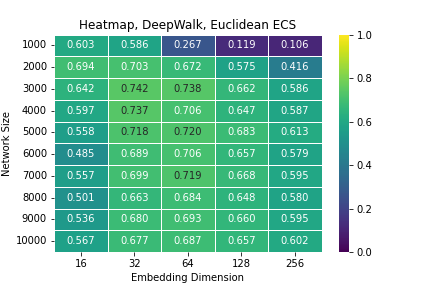 Heatmap, DeepWalk, Euclidean ECS
1000 0.603 0.586 0.267 0.119 0.106
2000 0.694 0.703 0.672 0.575 0.416
3000 0.642 0.742 0.738 0.662 0.586
4000 0.597 0.737 0.706 0.647 0.587
5000 0.558 0.718 0.720 0.683 0.613
6000 0.485 0.689 0.706 0.657 0.579
7000 0.557 0.699 0.719 0.668 0.595
8000 0.501 0.663 0.684 0.648 0.580
9000 0.536 0.680 0.693 0.660 0.595
10000 0.567 0.677 0.687 0.657 0.602
16 32 64 128 256
Embedding Dimension
Network Size
1.0
0.8
0.6
0.4
0.2
0.0